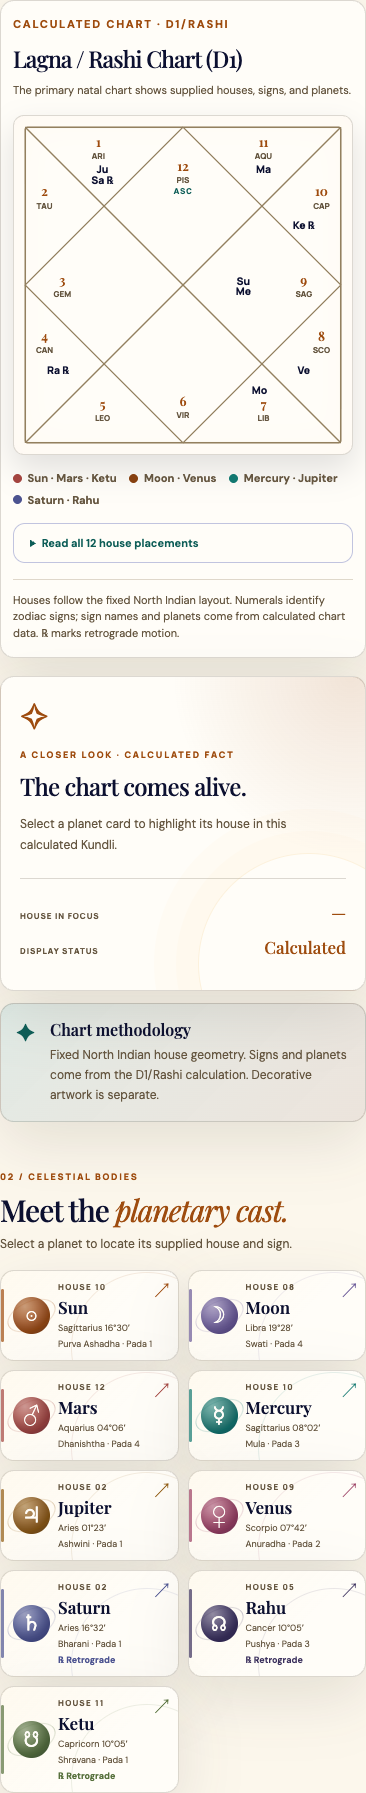 CALCULATED CHART · D1/RASHI
Lagna / Rashi Chart (D1)
The primary natal chart shows supplied houses, signs, and planets.
1
ARI
Ju
Sa ℞
12
PIS
ASC
11
AQU
Ma
2
TAU
10
CAP
Ke ℞
3
GEM
Su
Me
9
SAG
4
CAN
Ra ℞
8
SCO
Ve
5
LEO
6
VIR
Mo
7
LIB
Sun · Mars · Ketu
Moon · Venus
Mercury · Jupiter
Saturn · Rahu
▶ Read all 12 house placements
Houses follow the fixed North Indian layout. Numerals identify
zodiac signs; sign names and planets come from calculated chart
data. ℞ marks retrograde motion.
A CLOSER LOOK · CALCULATED FACT
The chart comes alive.
Select a planet card to highlight its house in this
calculated Kundli.
HOUSE IN FOCUS —
DISPLAY STATUS Calculated
Chart methodology
Fixed North Indian house geometry. Signs and planets
come from the D1/Rashi calculation. Decorative
artwork is separate.
02 / CELESTIAL BODIES
Meet the planetary cast.
Select a planet to locate its supplied house and sign.
HOUSE 10
Sun
Sagittarius 16°30′
Purva Ashadha · Pada 1
HOUSE 08
Moon
Libra 19°28′
Swati · Pada 4
HOUSE 12
Mars
Aquarius 04°06′
Dhanishtha · Pada 4
HOUSE 10
Mercury
Sagittarius 08°02′
Mula · Pada 3
HOUSE 02
Jupiter
Aries 01°23′
Ashwini · Pada 1
HOUSE 09
Venus
Scorpio 07°42′
Anuradha · Pada 2
HOUSE 02
Saturn
Aries 16°32′
Bharani · Pada 1
℞ Retrograde
HOUSE 05
Rahu
Cancer 10°05′
Pushya · Pada 3
℞ Retrograde
HOUSE 11
Ketu
Capricorn 10°05′
Shravana · Pada 1
℞ Retrograde